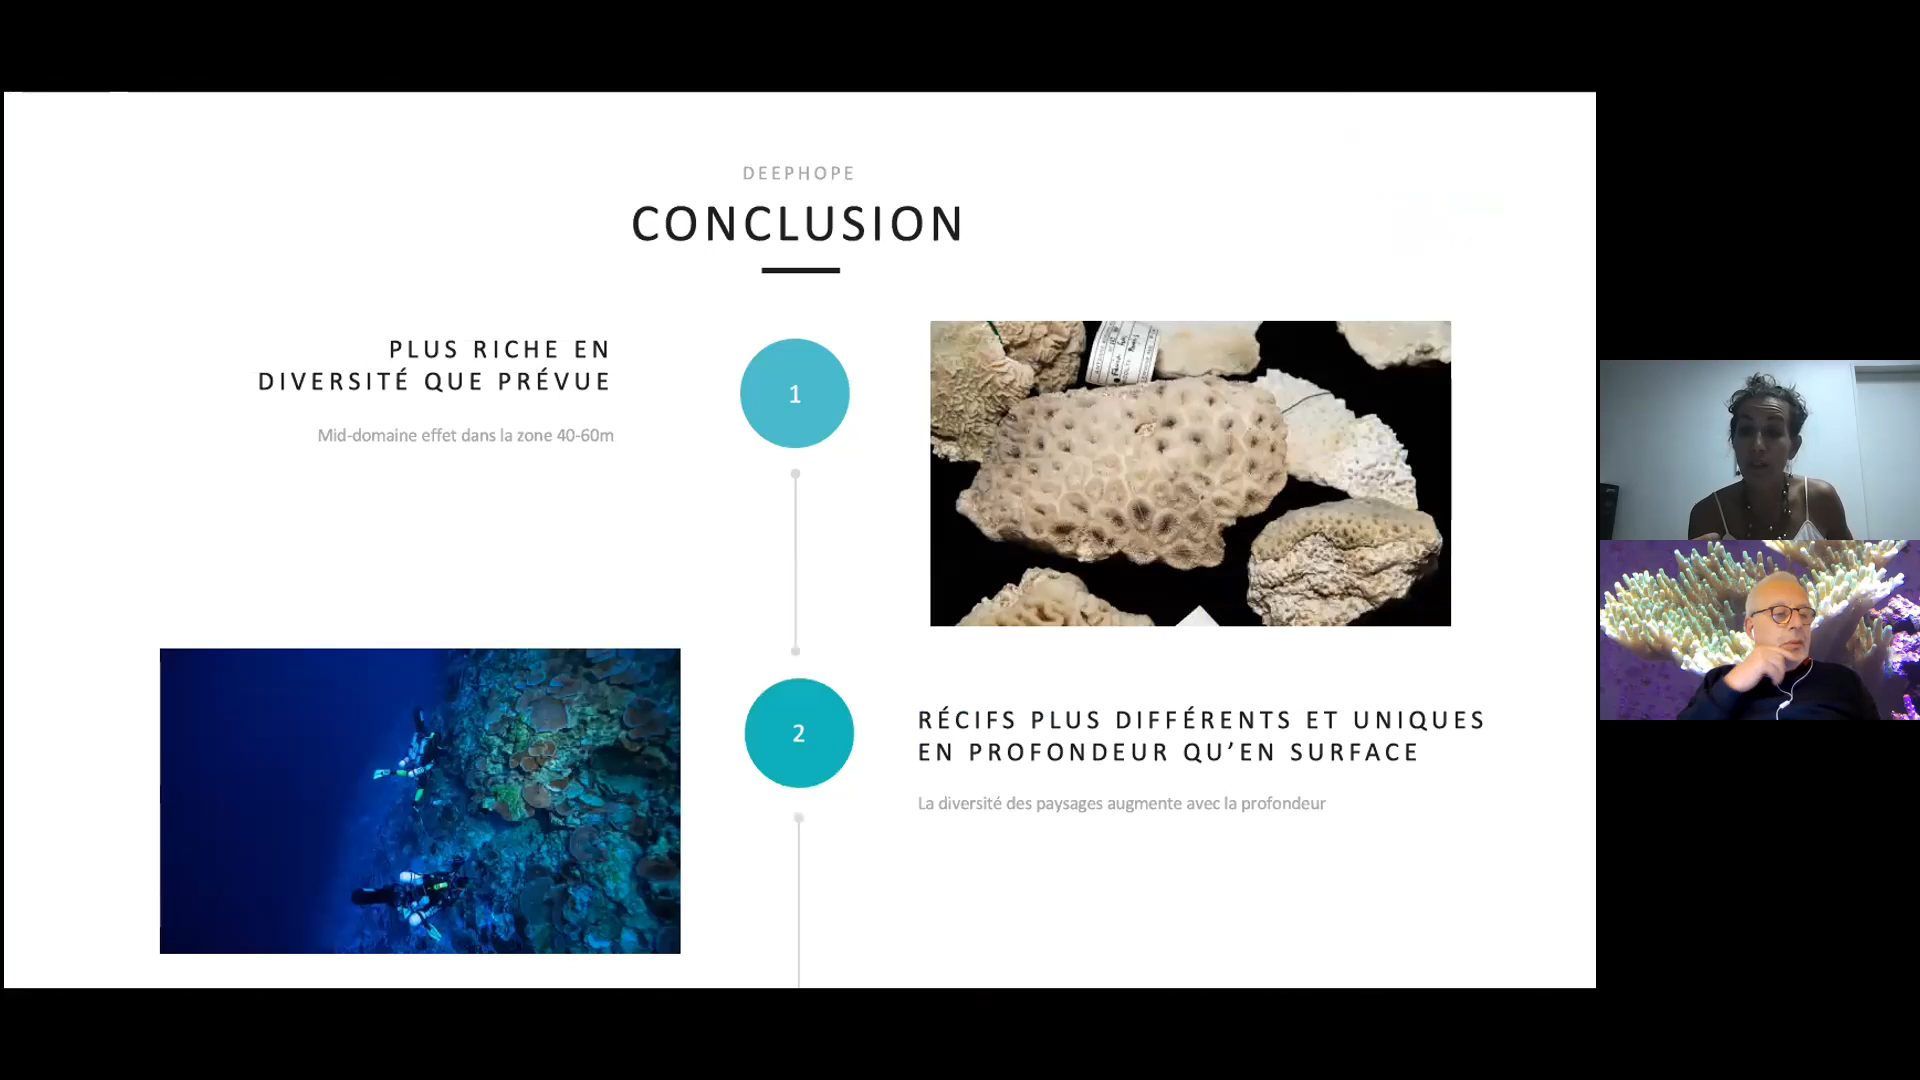 DEEPHOPE
CONCLUSION
PLUS RICHE EN
DIVERSITÉ QUE PRÉVUE
Mid-domaine effet dans la zone 40-60m
1
2
RÉCIFS PLUS DIFFÉRENTS ET UNIQUES
EN PROFONDEUR QU’EN SURFACE
La diversité des paysages augmente avec la profondeur